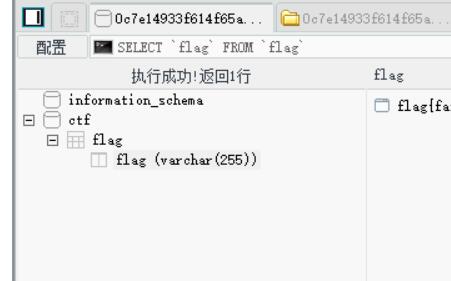 0c7e14933f614f65a... 0c7e14933f614f65a...
配置 SELECT `flag` FROM `flag`
执行成功!返回1行 flag
information_schema flag{fa
ctf
flag
flag (varchar(255))